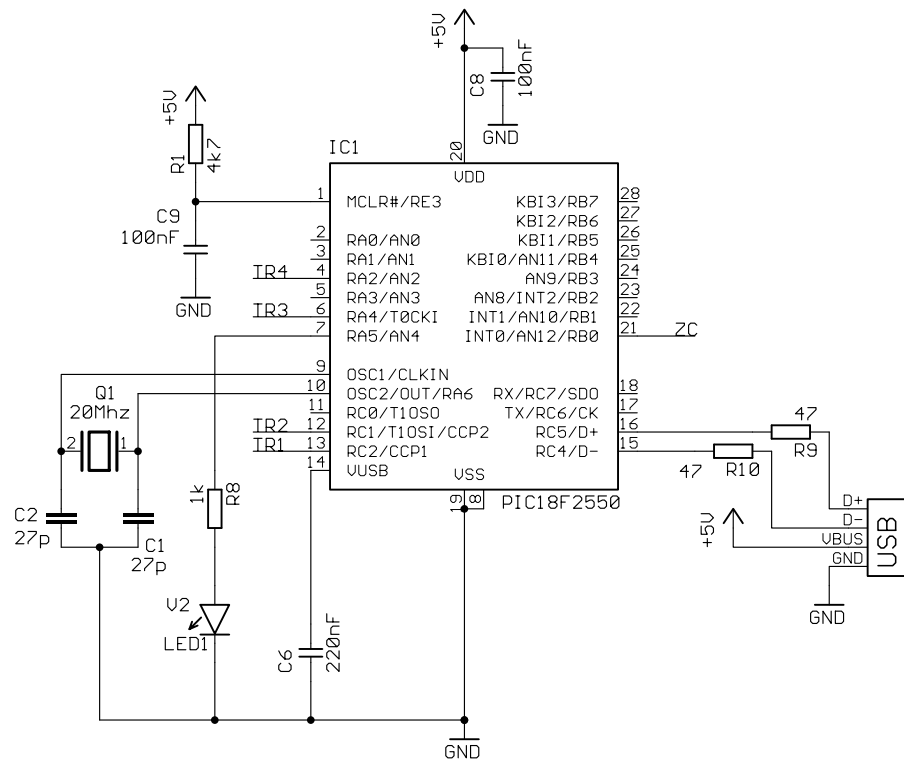 +5V
C8
100nF
GND
+5V
R1
4k7
C9
100nF
GND
IC1
20
VDD
1
MCLR#/RE3
2
RA0/AN0
3
RA1/AN1
TR4
4
RA2/AN2
5
RA3/AN3
TR3
6
RA4/T0CKI
7
RA5/AN4
9
OSC1/CLKIN
10
OSC2/OUT/RA6
11
RC0/T1OSO
TR2
12
RC1/T1OSI/CCP2
TR1
13
RC2/CCP1
14
VUSB
KBI3/RB7
28
KBI2/RB6
27
KBI1/RB5
26
KBI0/AN11/RB4
25
AN9/RB3
24
AN8/INT2/RB2
23
INT1/AN10/RB1
22
INT0/AN12/RB0
21
ZC
RX/RC7/SDO
18
TX/RC6/CK
17
RC5/D+
16
RC4/D-
15
VSS
19
8
PIC18F2550
47
R9
47
R10
Q1
20Mhz
2
1
C2
27p
C1
27p
1k
R8
V2
LED1
C6
220nF
GND
+5V
D+
D-
VBUS
GND
USB
GND